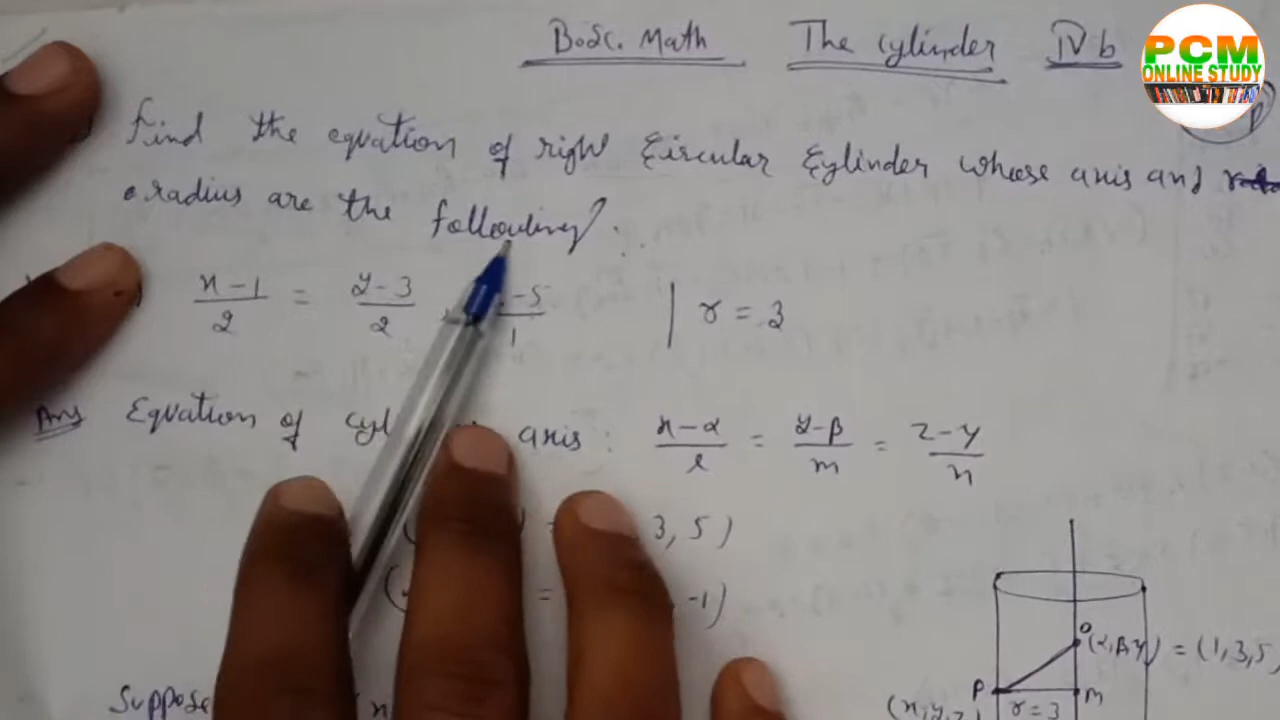 B.Sc. Math The Cylinder IV b
PCM
ONLINE STUDY
Find the equation of right Circular Cylinder whose axis and
radius are the following?
x-1/2 = y-3/2 -5/1 | r = 3
Ans Equation of cyl axis : x-α/l = y-β/m = z-γ/n
3, 5)
( = , -1)
O (α,β,γ) = (1,3,5)
Suppose (x
P M
(x,y,z) r=3